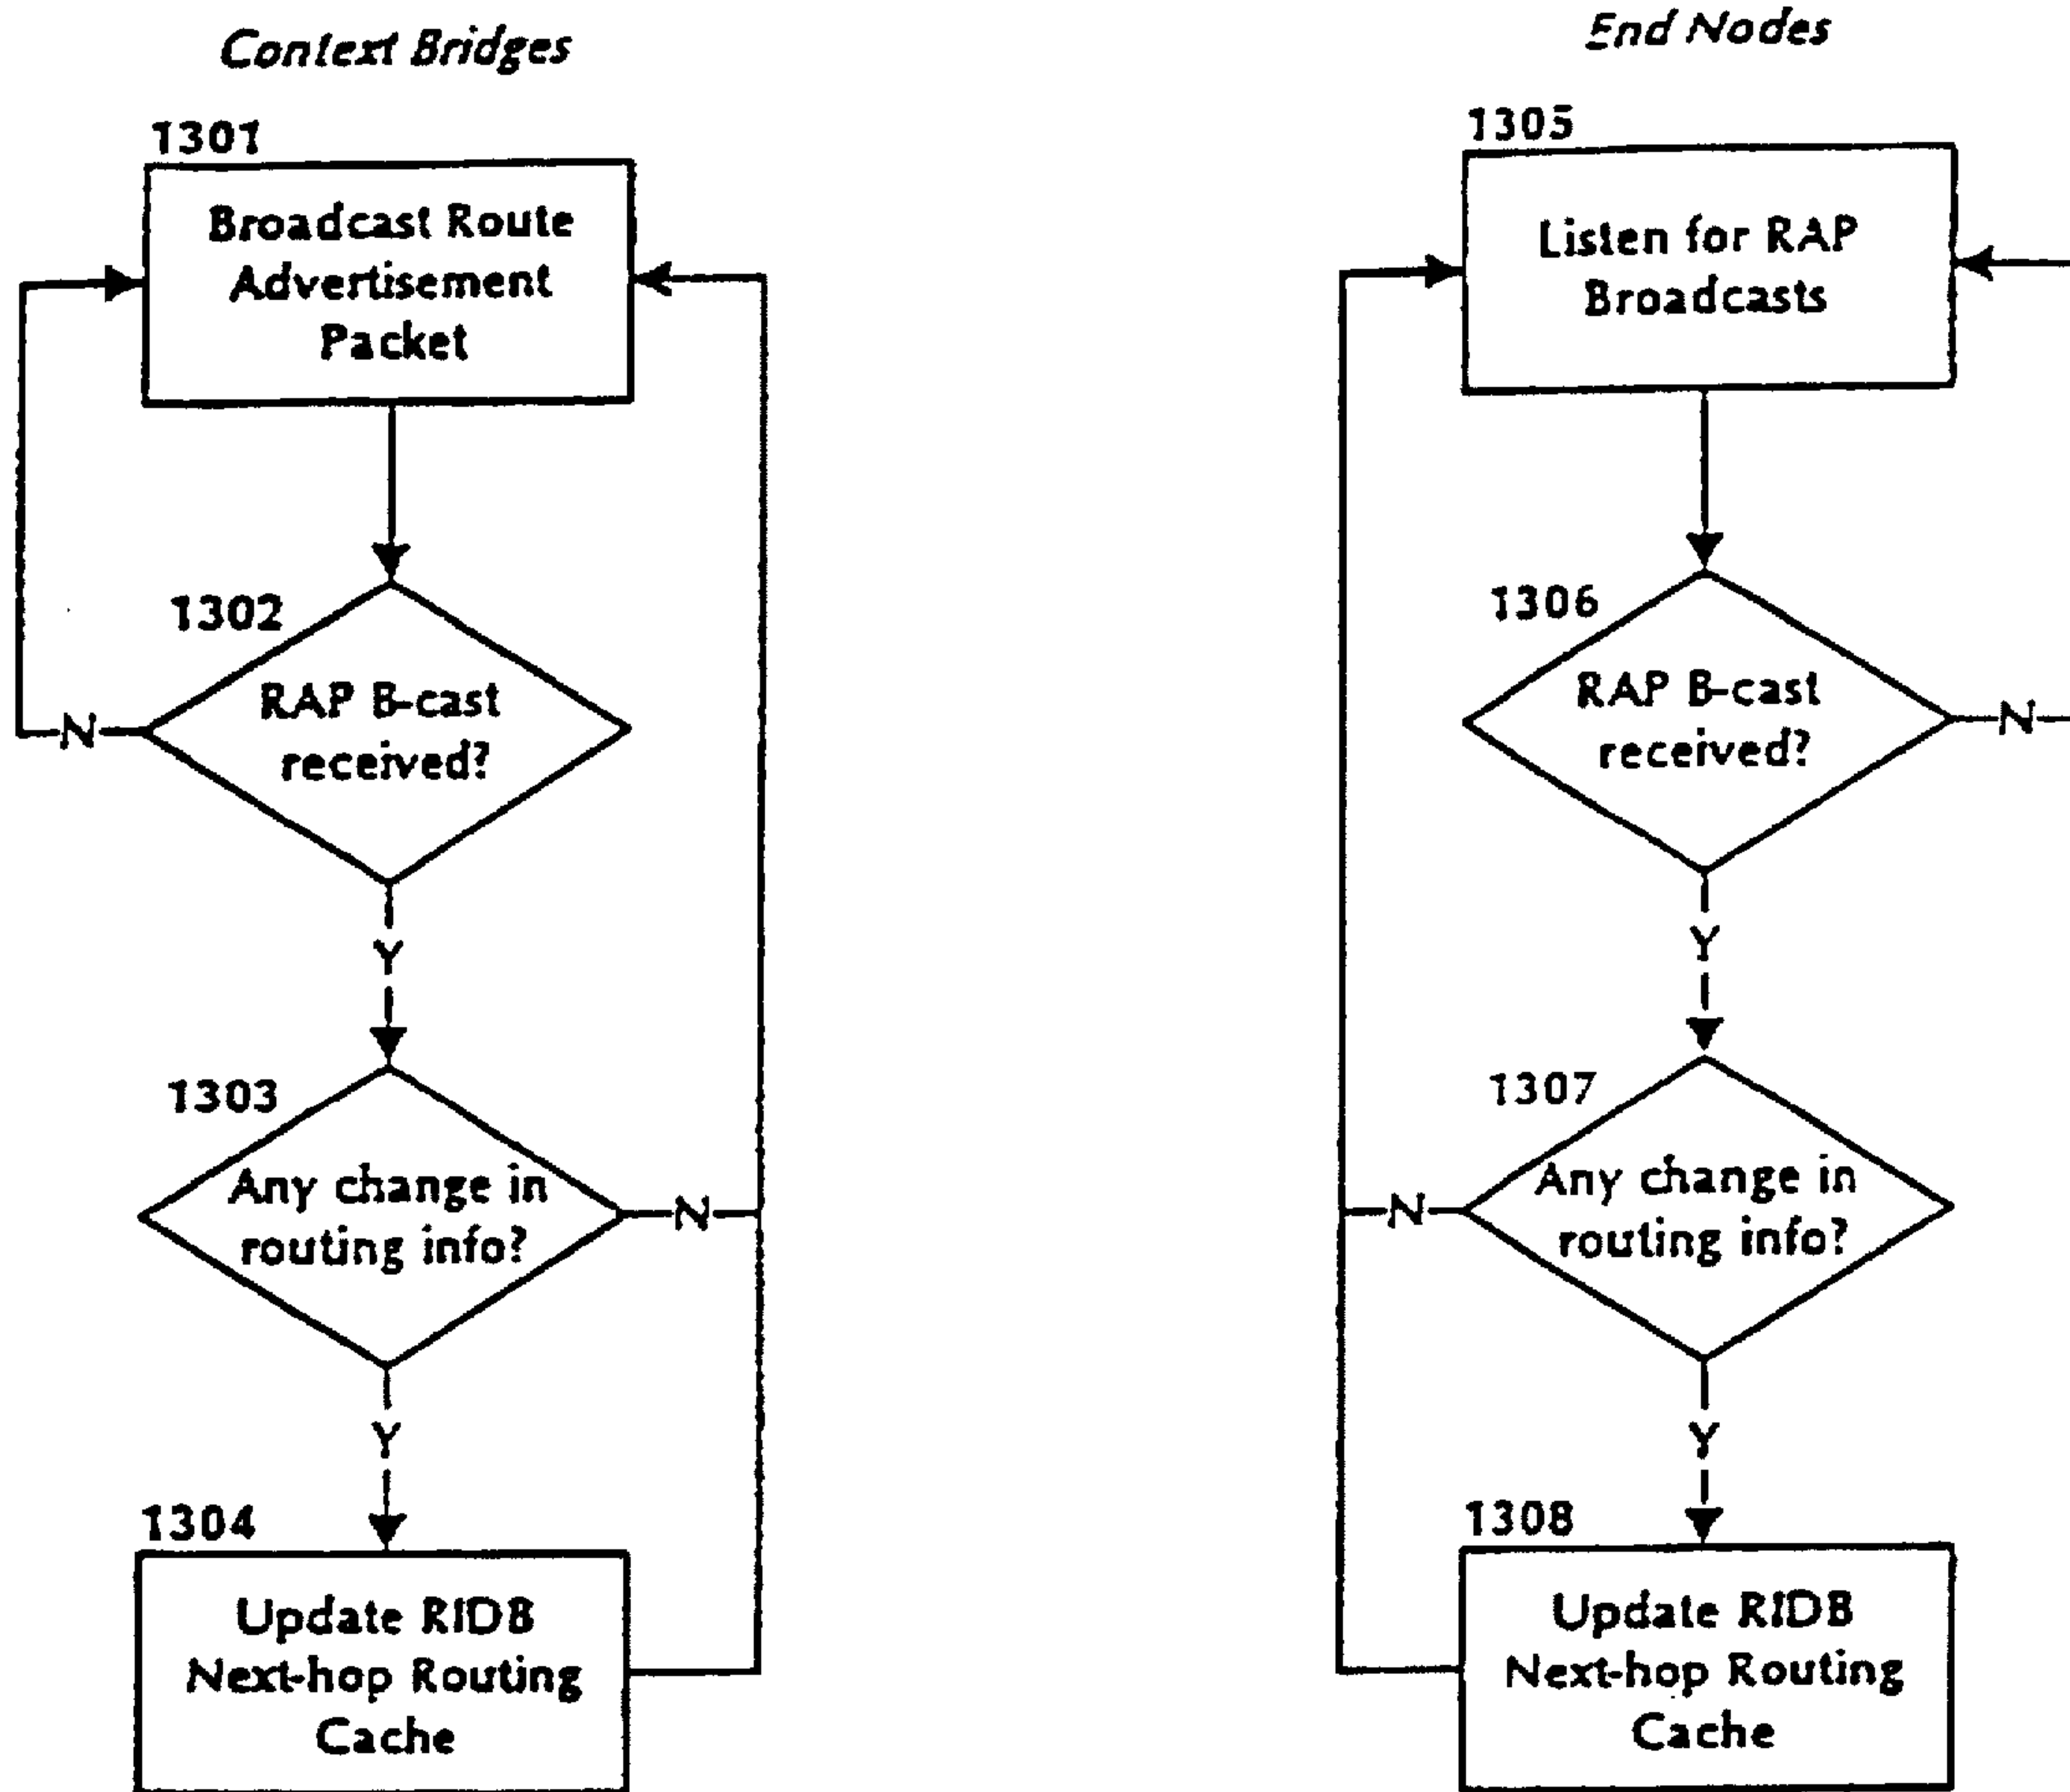 Context Bridges
1301
Broadcast Route
Advertisement
Packet
1302
RAP B-cast
received?
N
Y
1303
Any change in
routing info?
N
Y
1304
Update RIDB
Next-hop Routing
Cache
End Nodes
1305
Listen for RAP
Broadcasts
1306
RAP B-cast
received?
N
Y
1307
Any change in
routing info?
N
Y
1308
Update RIDB
Next-hop Routing
Cache